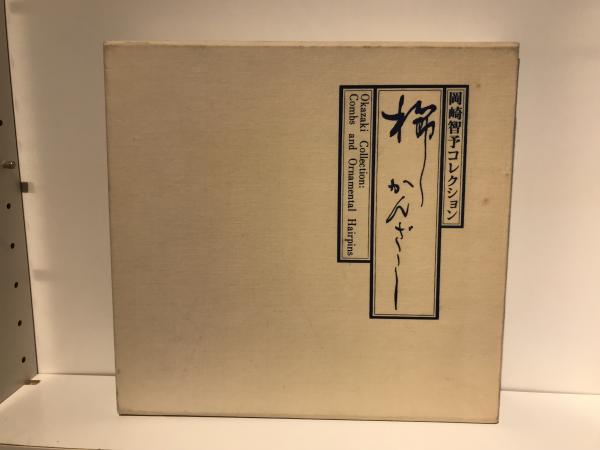 岡崎智予コレクション
櫛
かんざし
Okazaki Collection:
Combs and Ornamental Hairpins